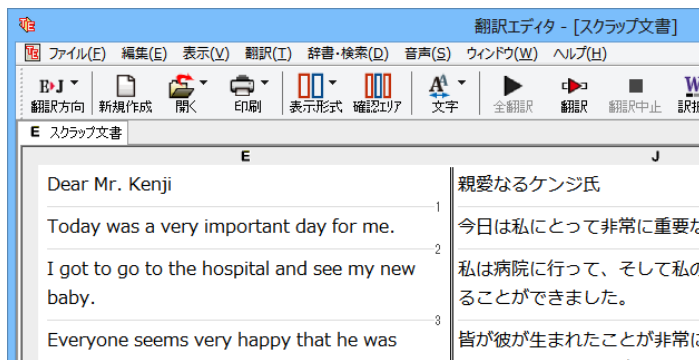 翻訳エディタ - [スクラップ文書]
ファイル(F) 編集(E) 表示(V) 翻訳(T) 辞書・検索(D) 音声(S) ウィンドウ(W) ヘルプ(H)
E▸J
翻訳方向 新規作成 開く 印刷 表示形式 確認エリア 文字 全翻訳 翻訳 翻訳中止 訳振
E スクラップ文書
E J
Dear Mr. Kenji 親愛なるケンジ氏
1
Today was a very important day for me. 今日は私にとって非常に重要な
2
I got to go to the hospital and see my new 私は病院に行って、そして私の
baby. ることができました。
3
Everyone seems very happy that he was 皆が彼が生まれたことが非常に